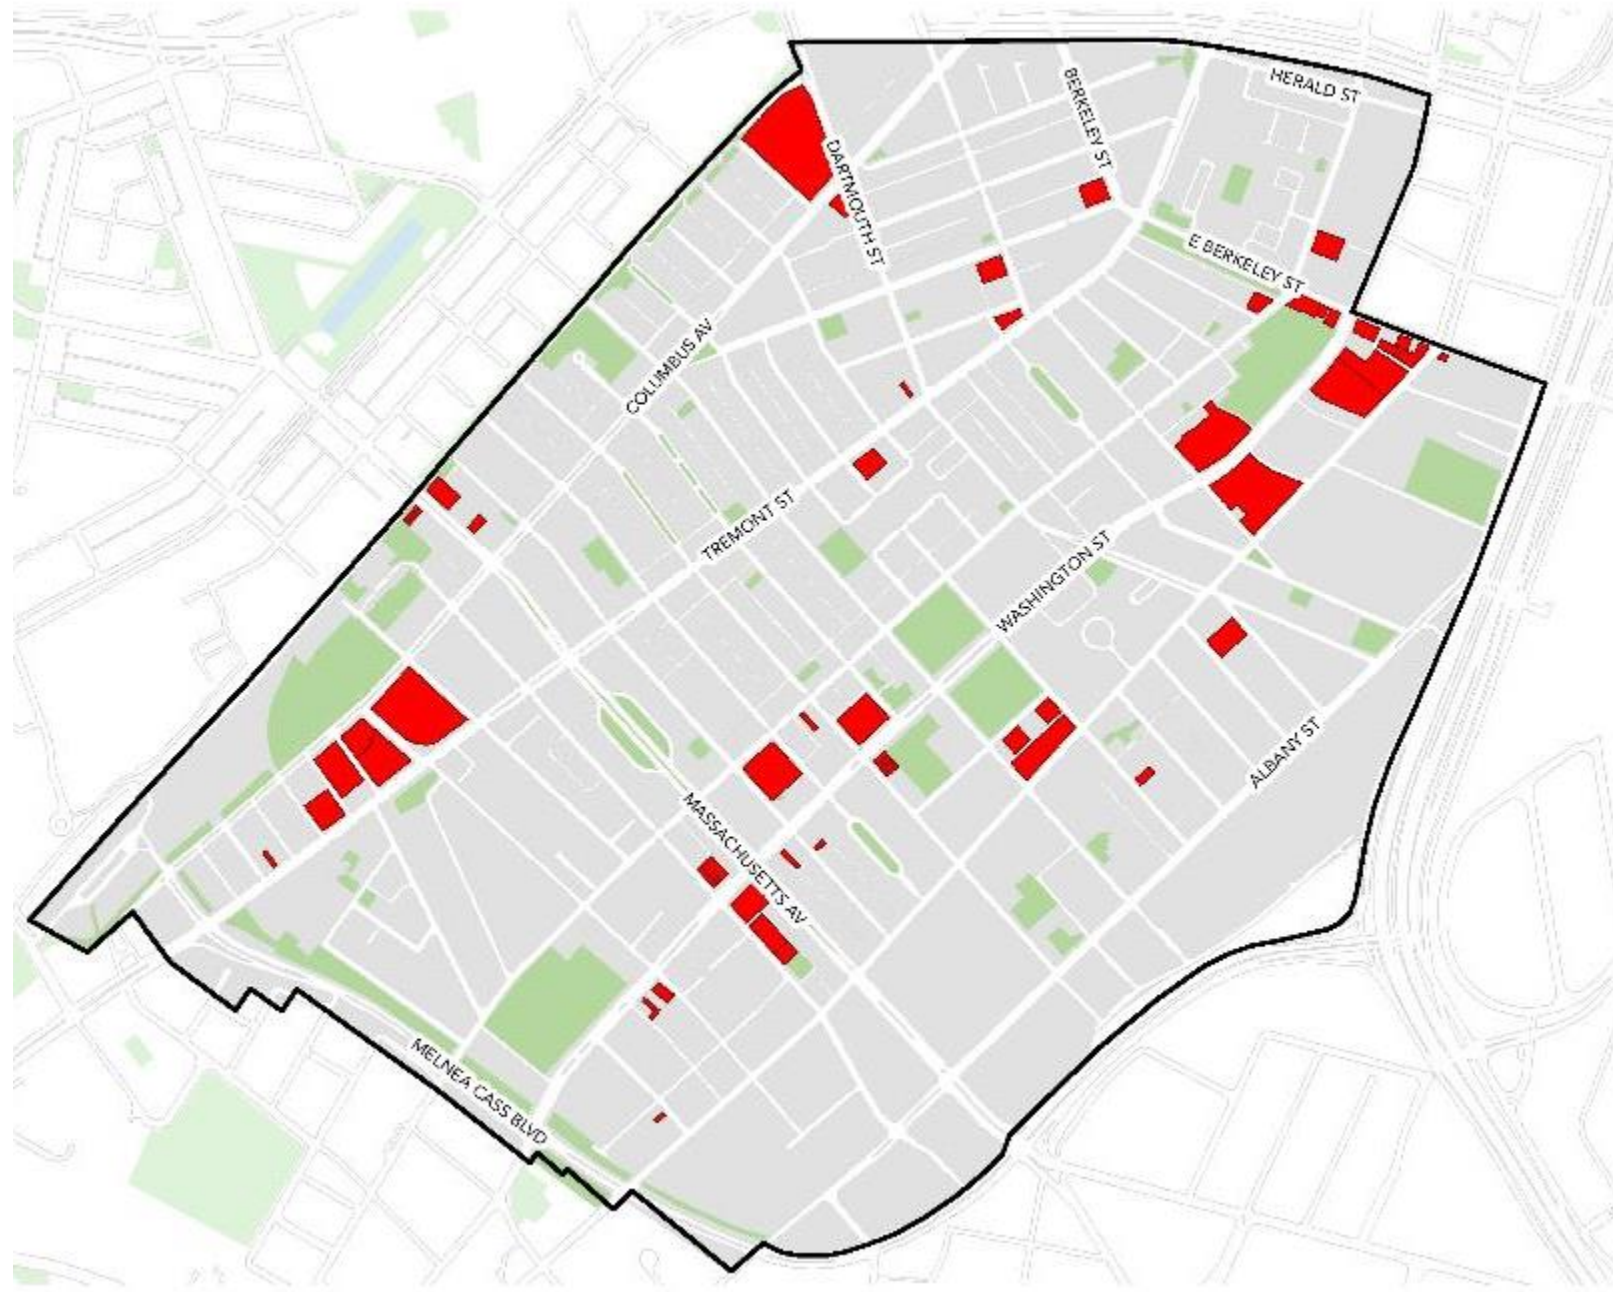 HERALD ST
BERKELEY ST
DARTMOUTH ST
E BERKELEY ST
COLUMBUS AV
TREMONT ST
WASHINGTON ST
ALBANY ST
MASSACHUSETTS AV
MELNEA CASS BLVD